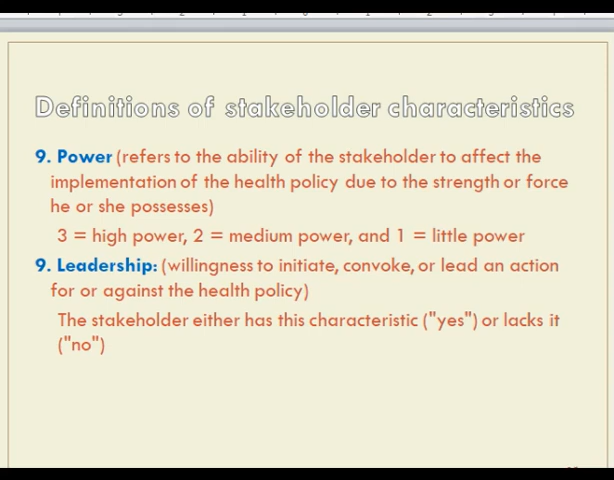 Definitions of stakeholder characteristics
9. Power (refers to the ability of the stakeholder to affect the
implementation of the health policy due to the strength or force
he or she possesses)
3 = high power, 2 = medium power, and 1 = little power
9. Leadership: (willingness to initiate, convoke, or lead an action
for or against the health policy)
The stakeholder either has this characteristic ("yes") or lacks it
("no")